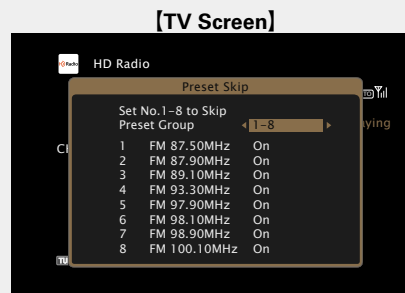 【TV Screen】
HD Radio
Preset Skip
Set No.1-8 to Skip
Preset Group 1-8
1 FM 87.50MHz On
2 FM 87.90MHz On
3 FM 89.10MHz On
4 FM 93.30MHz On
5 FM 97.90MHz On
6 FM 98.10MHz On
7 FM 98.90MHz On
8 FM 100.10MHz On